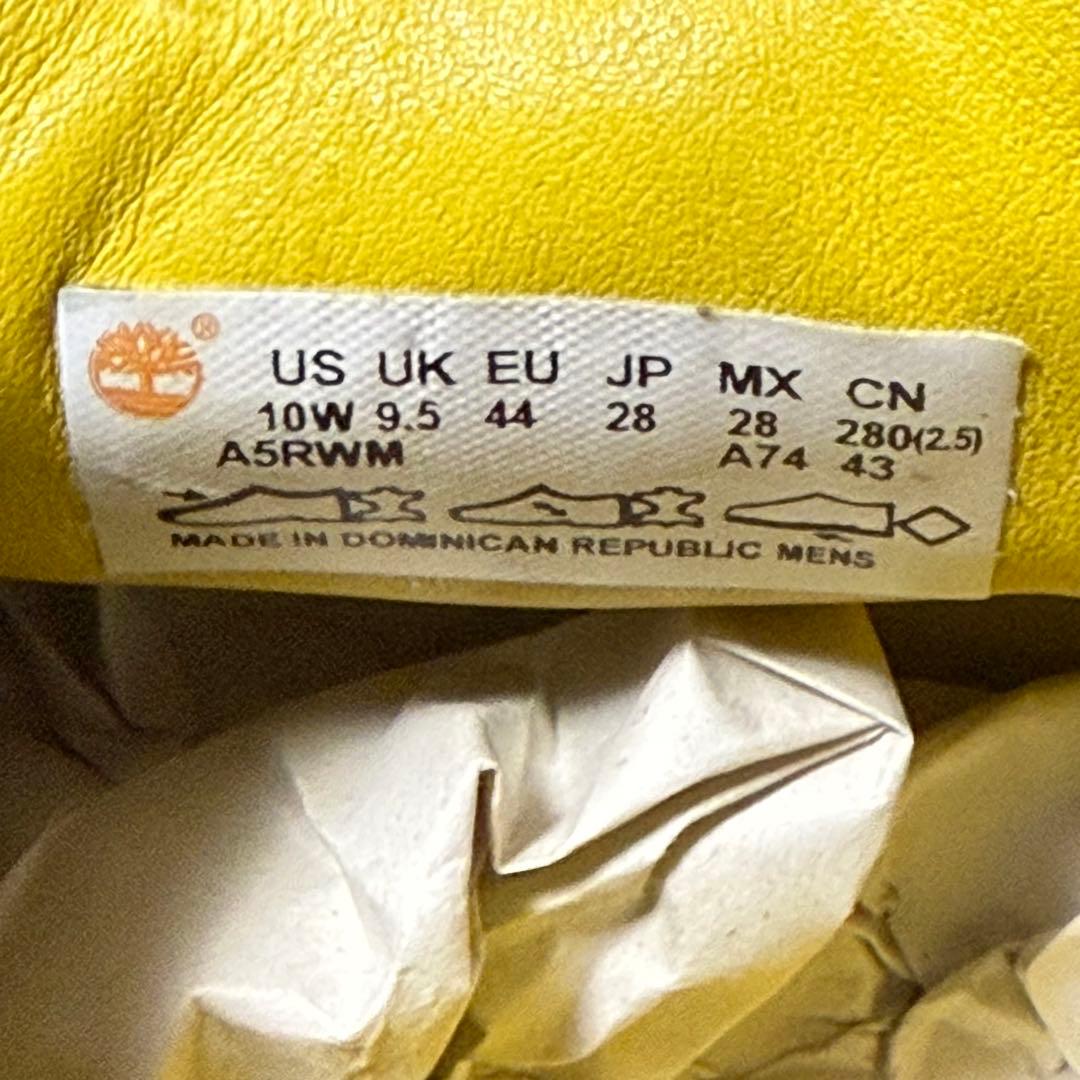 ®
US UK EU JP MX CN
10W 9.5 44 28 28 280(2.5)
A5RWM A74 43
MADE IN DOMINICAN REPUBLIC MENS